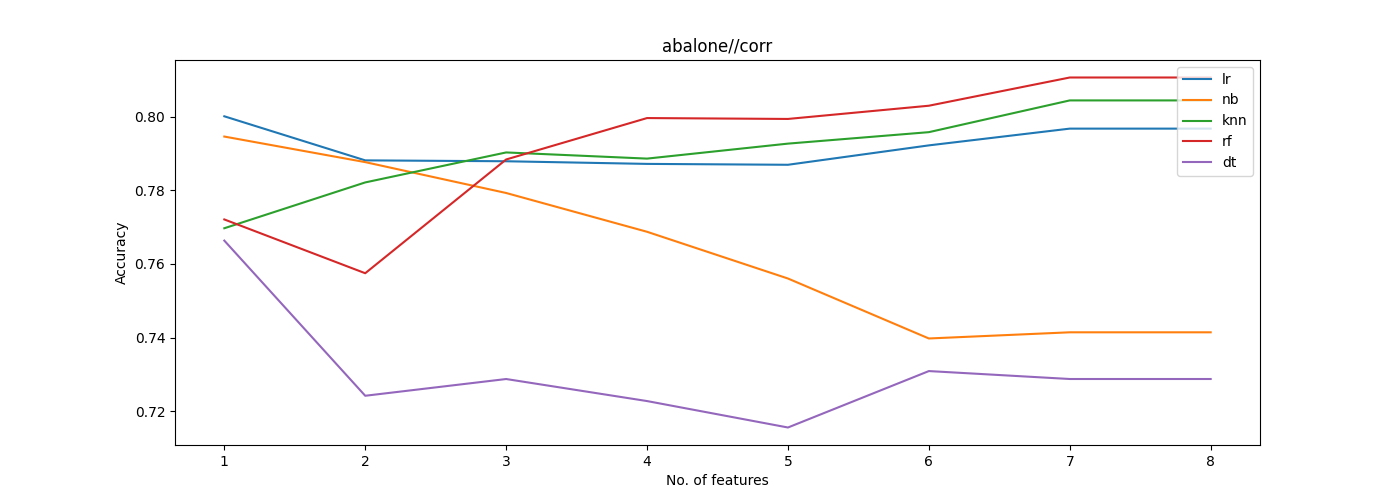 abalone//corr
lr
nb
knn
rf
dt
Accuracy
0.80
0.78
0.76
0.74
0.72
1 2 3 4 5 6 7 8
No. of features